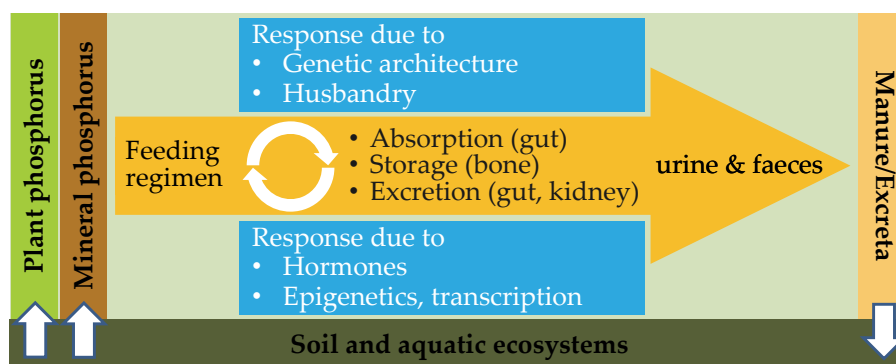 Plant phosphorus
Mineral phosphorus
Response due to
• Genetic architecture
• Husbandry
Feeding
regimen
• Absorption (gut)
• Storage (bone)
• Excretion (gut, kidney)
urine & faeces
Response due to
• Hormones
• Epigenetics, transcription
Manure/Excreta
Soil and aquatic ecosystems